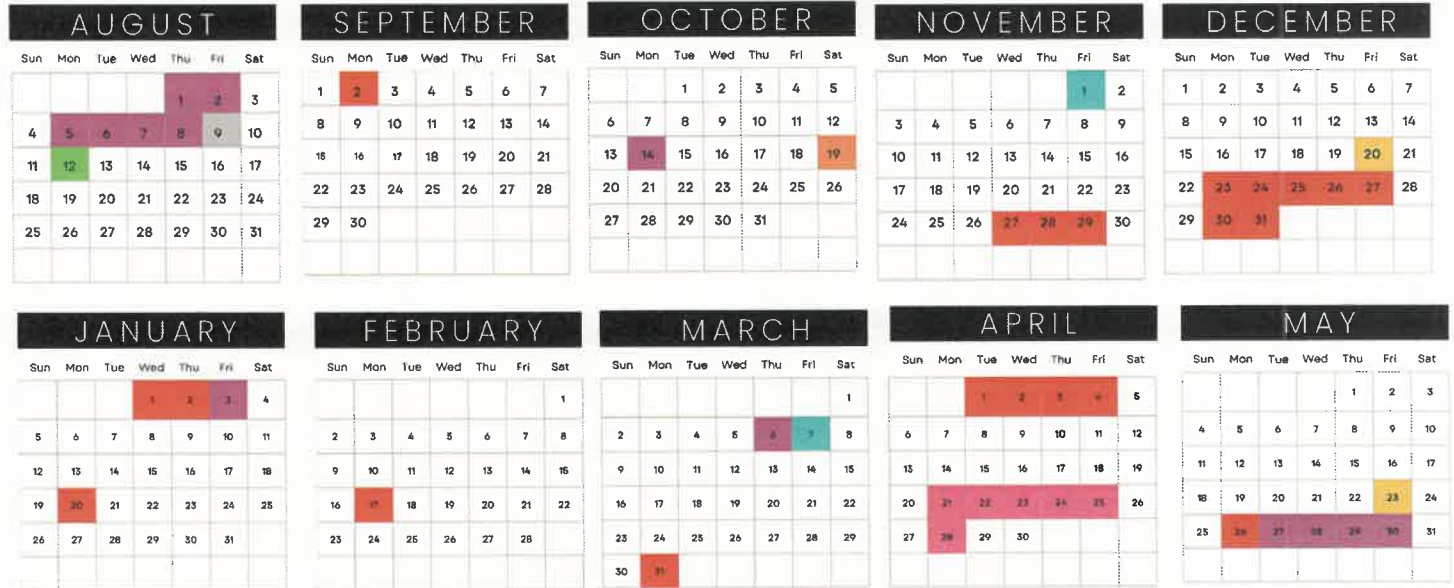 AUGUST
Sun Mon Tue Wed Thu Fri Sat
1 2 3
4 5 6 7 8 9 10
11 12 13 14 15 16 17
18 19 20 21 22 23 24
25 26 27 28 29 30 31
SEPTEMBER
Sun Mon Tue Wed Thu Fri Sat
1 2 3 4 5 6 7
8 9 10 11 12 13 14
15 16 17 18 19 20 21
22 23 24 25 26 27 28
29 30
OCTOBER
Sun Mon Tue Wed Thu Fri Sat
1 2 3 4 5
6 7 8 9 10 11 12
13 14 15 16 17 18 19
20 21 22 23 24 25 26
27 28 29 30 31
NOVEMBER
Sun Mon Tue Wed Thu Fri Sat
1 2
3 4 5 6 7 8 9
10 11 12 13 14 15 16
17 18 19 20 21 22 23
24 25 26 27 28 29 30
DECEMBER
Sun Mon Tue Wed Thu Fri Sat
1 2 3 4 5 6 7
8 9 10 11 12 13 14
15 16 17 18 19 20 21
22 23 24 25 26 27 28
29 30 31
JANUARY
Sun Mon Tue Wed Thu Fri Sat
1 2 3 4
5 6 7 8 9 10 11
12 13 14 15 16 17 18
19 20 21 22 23 24 25
26 27 28 29 30 31
FEBRUARY
Sun Mon Tue Wed Thu Fri Sat
1
2 3 4 5 6 7 8
9 10 11 12 13 14 15
16 17 18 19 20 21 22
23 24 25 26 27 28
MARCH
Sun Mon Tue Wed Thu Fri Sat
1
2 3 4 5 6 7 8
9 10 11 12 13 14 15
16 17 18 19 20 21 22
23 24 25 26 27 28 29
30 31
APRIL
Sun Mon Tue Wed Thu Fri Sat
1 2 3 4 5
6 7 8 9 10 11 12
13 14 15 16 17 18 19
20 21 22 23 24 25 26
27 28 29 30
MAY
Sun Mon Tue Wed Thu Fri Sat
1 2 3
4 5 6 7 8 9 10
11 12 13 14 15 16 17
18 19 20 21 22 23 24
25 26 27 28 29 30 31